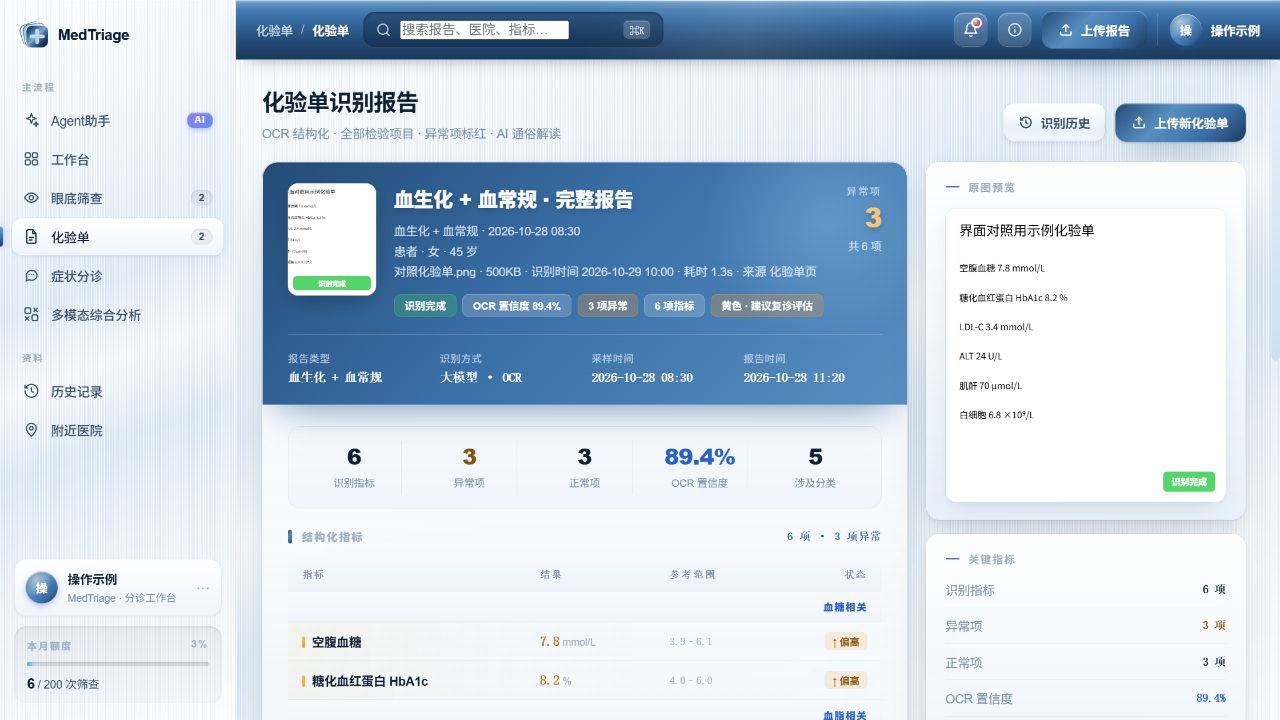 MedTriage
主流程
Agent助手 AI
工作台
眼底筛查 2
化验单 2
症状分诊
多模态综合分析
资料
历史记录
附近医院
操作示例
MedTriage · 分诊工作台
操
本月额度 3%
6 / 200 次筛查
化验单 / 化验单
搜索报告、医院、指标… ⌘K
上传报告
操 操作示例
化验单识别报告
OCR 结构化 · 全部检验项目 · 异常项标红 · AI 通俗解读
识别历史
上传新化验单
识别完成
血生化 + 血常规 · 完整报告
血生化 + 血常规 · 2026-10-28 08:30
患者 · 女 · 45 岁
对照化验单.png · 500KB · 识别时间 2026-10-29 10:00 · 耗时 1.3s · 来源 化验单页
识别完成 OCR 置信度 89.4% 3 项异常 6 项指标 黄色 · 建议复诊评估
异常项
3
共 6 项
报告类型 识别方式 采样时间 报告时间
血生化 + 血常规 大模型 · OCR 2026-10-28 08:30 2026-10-28 11:20
6 3 3 89.4% 5
识别指标 异常项 正常项 OCR 置信度 涉及分类
结构化指标 6 项 · 3 项异常
指标 结果 参考范围 状态
血糖相关
空腹血糖 7.8 mmol/L 3.9 - 6.1 ↑偏高
糖化血红蛋白 HbA1c 8.2 % 4.0 - 6.0 ↑偏高
血脂相关
原图预览
界面对照用示例化验单
空腹血糖 7.8 mmol/L
糖化血红蛋白 HbA1c 8.2 %
LDL-C 3.4 mmol/L
ALT 24 U/L
肌酐 70 μmol/L
白细胞 6.8 ×10⁹/L
识别完成
关键指标
识别指标 6 项
异常项 3 项
正常项 3 项
OCR 置信度 89.4%